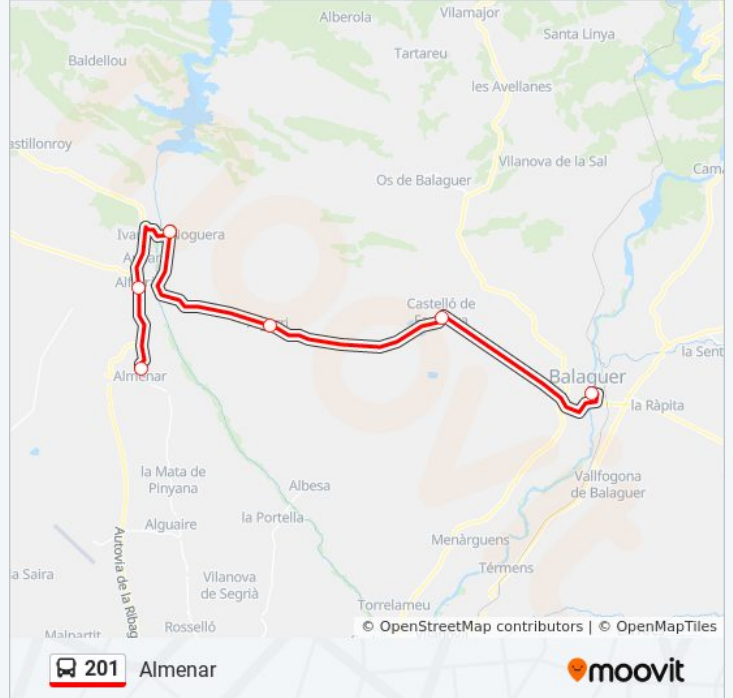 Alberola
Vilamajor
Santa Linya
Baldellou
Tartareu
les Avellanes
astillonroy
Vilanova de la Sal
Cam
Os de Balaguer
Iva
Noguera
Castelló de
Balaguer
la Sent
Almenar
la Ràpita
la Mata de
Pinyana
Albesa
Vallfogona
de Balaguer
la Portella
Alguaire
Menàrguens
Autovia de la Ribag
Térmens
a Saira
Vilanova
de Segrià
Torrelameu
Rosselló
Malpartit
© OpenStreetMap contributors | © OpenMapTiles
201 Almenar
moovit